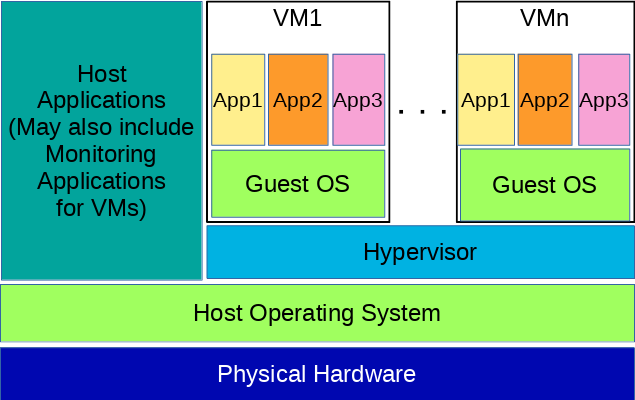 Host
Applications
(May also include
Monitoring
Applications
for VMs)
VM1
App1
App2
App3
Guest OS
. . .
VMn
App1
App2
App3
Guest OS
Hypervisor
Host Operating System
Physical Hardware